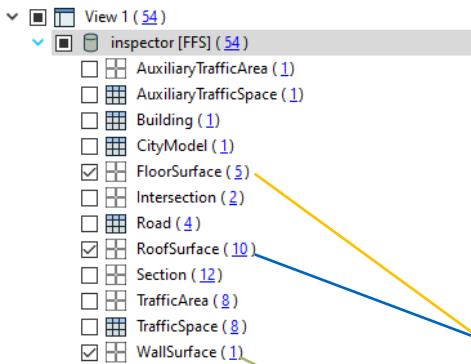 View 1 (54)
inspector [FFS] (54)
AuxiliaryTrafficArea (1)
AuxiliaryTrafficSpace (1)
Building (1)
CityModel (1)
FloorSurface (5)
Intersection (2)
Road (4)
RoofSurface (10)
Section (12)
TrafficArea (8)
TrafficSpace (8)
WallSurface (1)